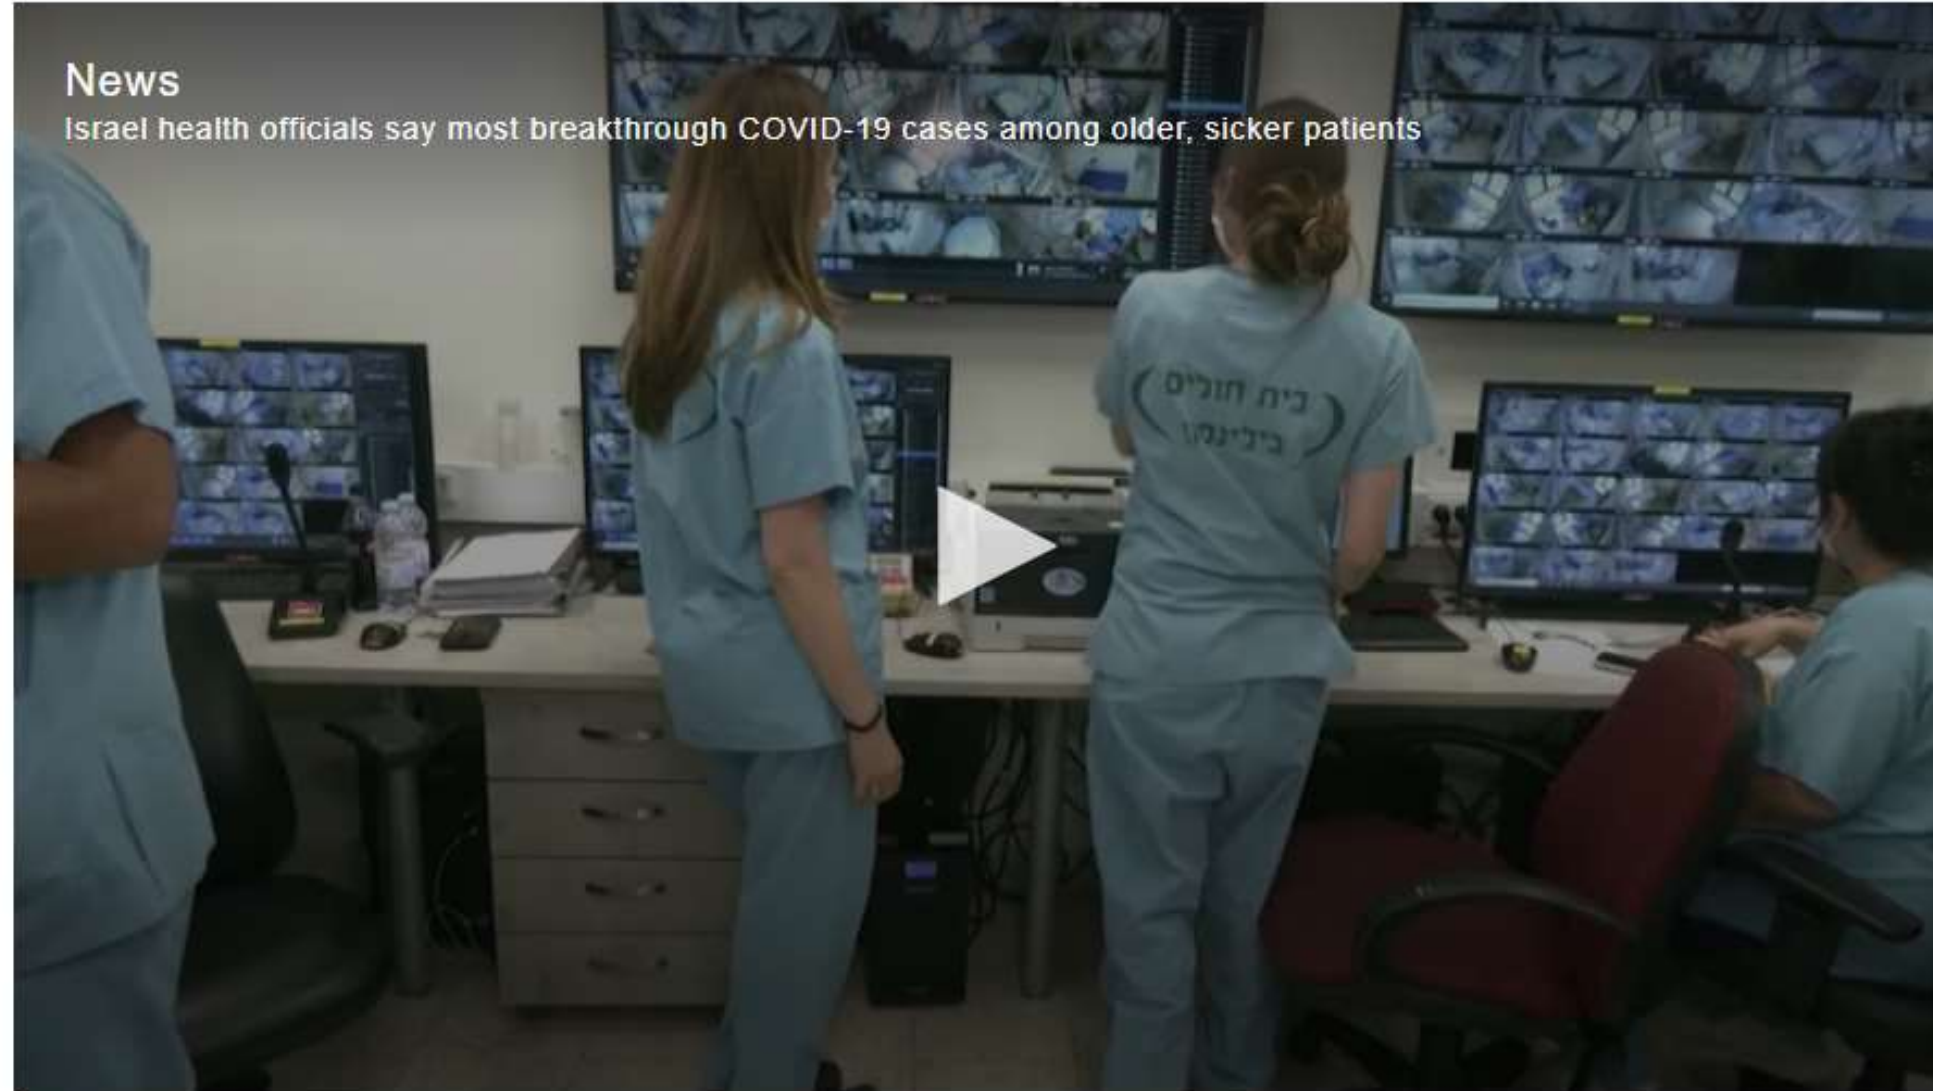 News
Israel health officials say most breakthrough COVID-19 cases among older, sicker patients
בית חולים
בילינסון